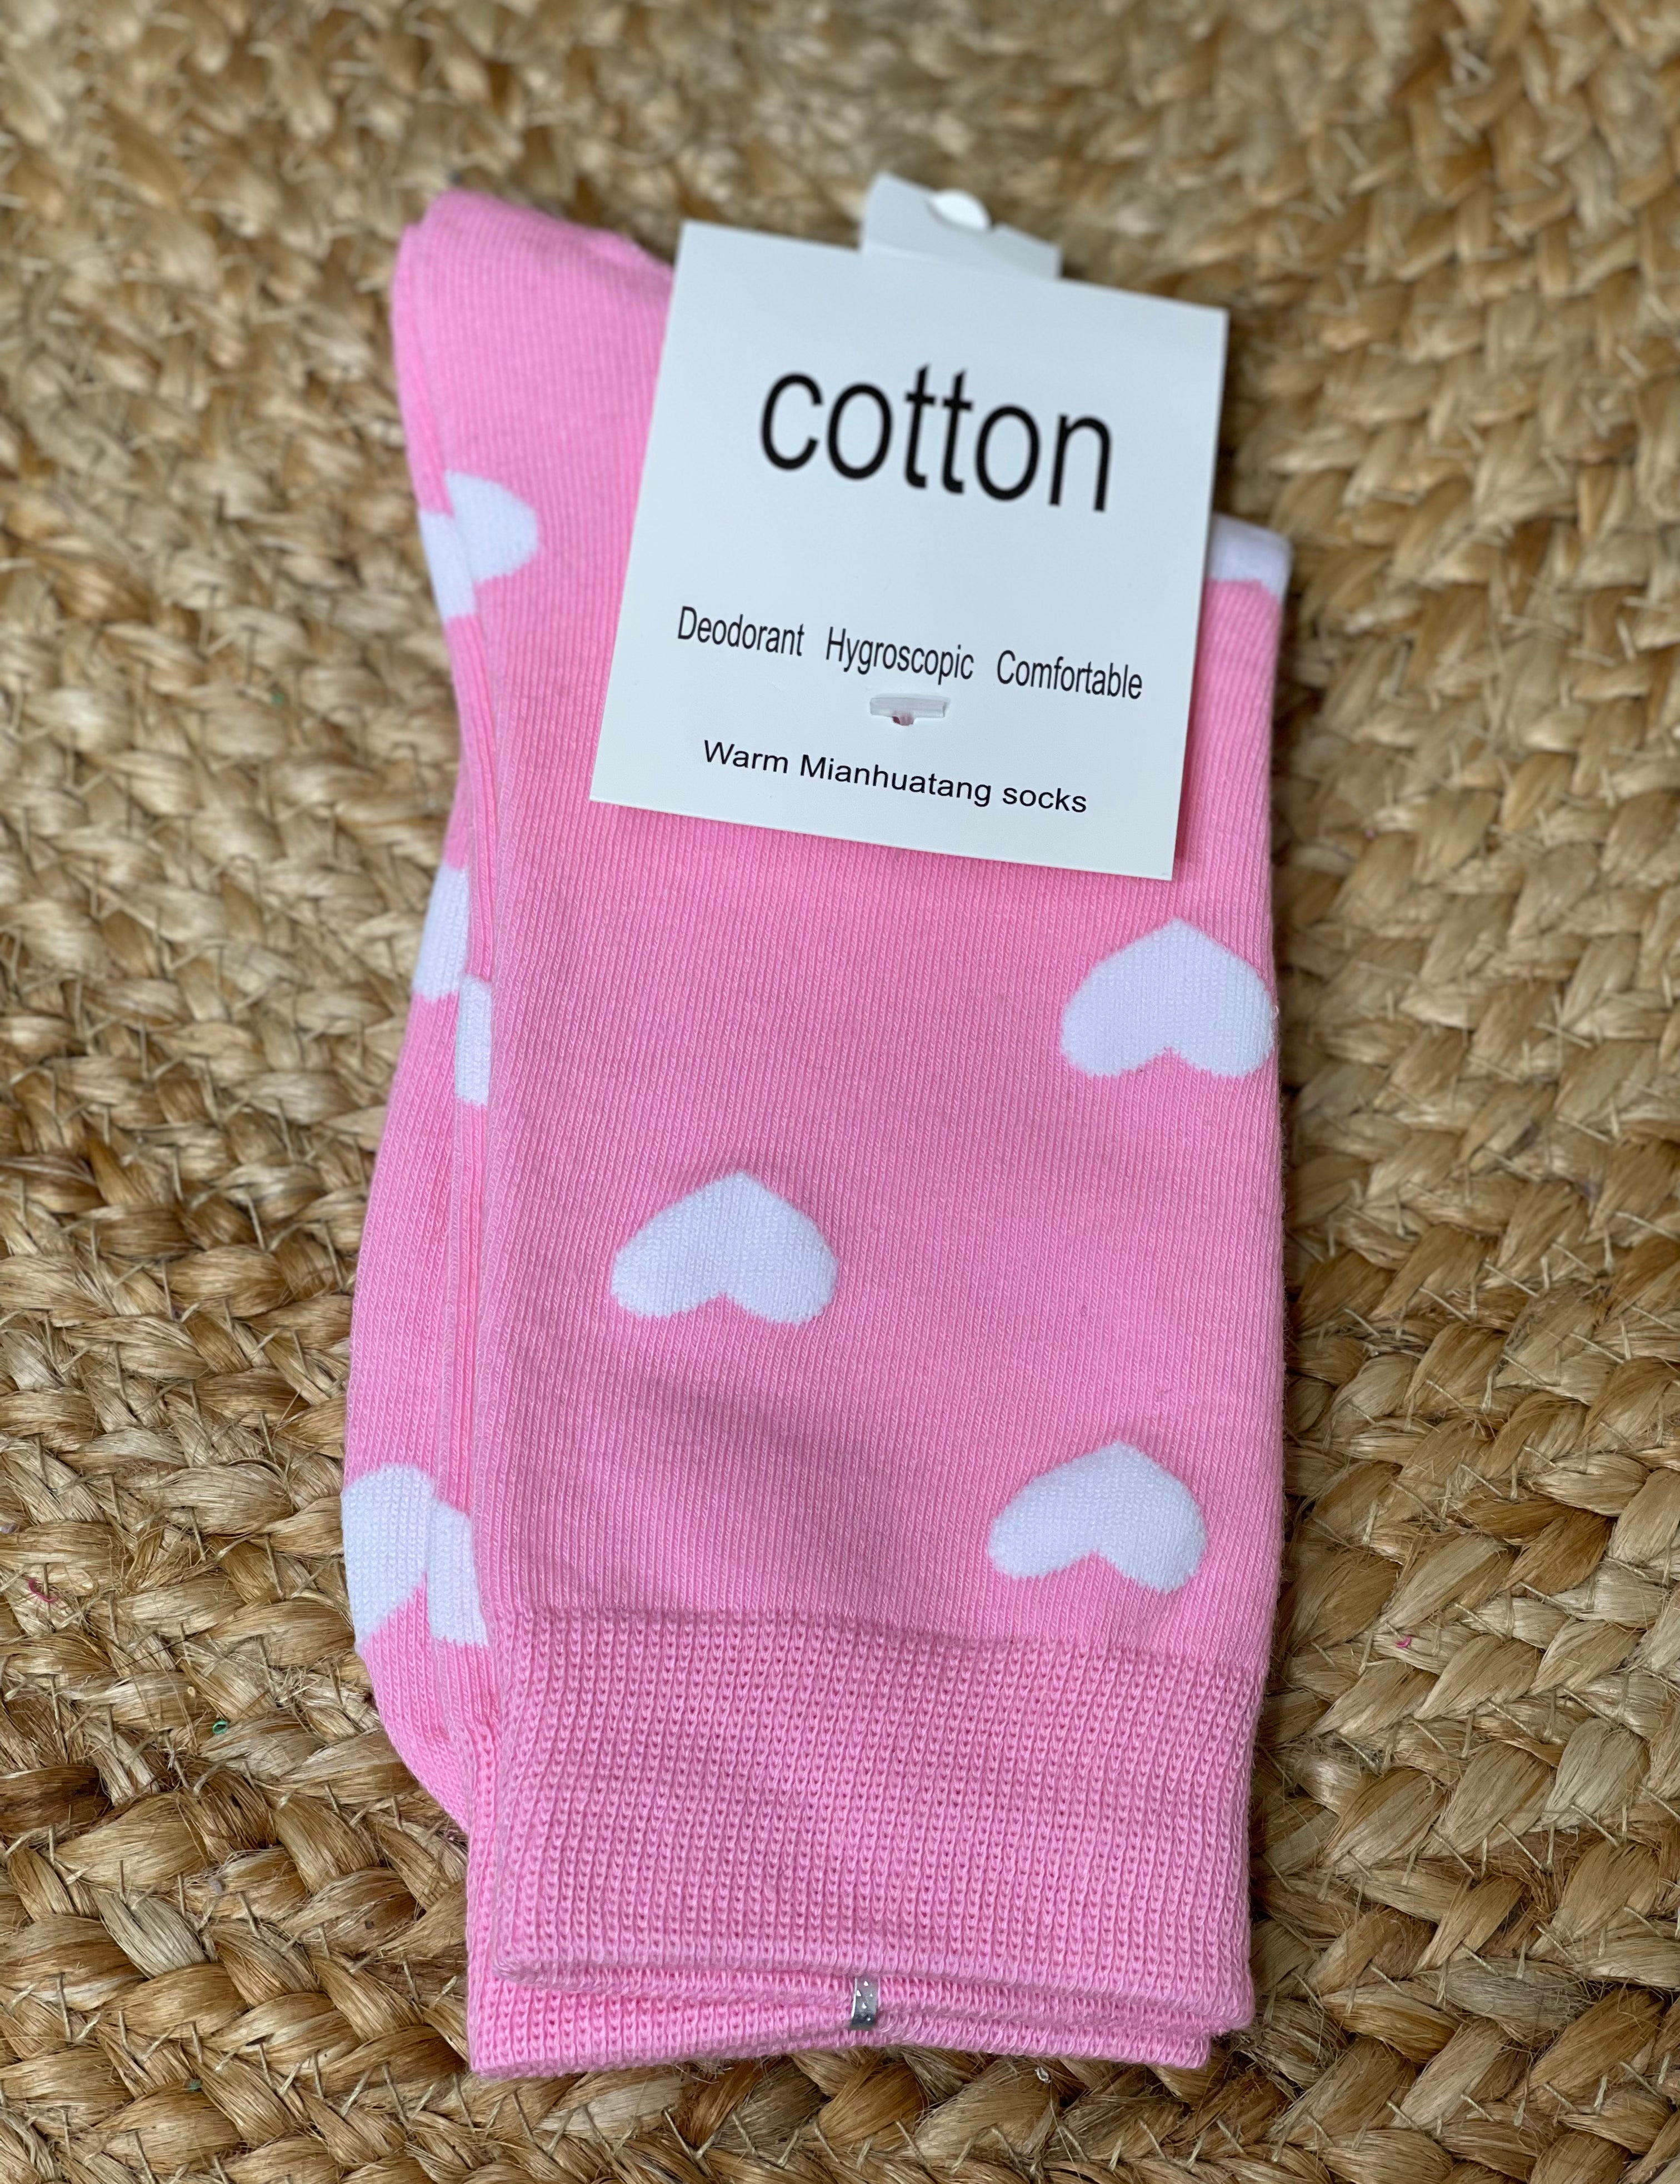 cotton
Deodorant Hygroscopic Comfortable
Warm Mianhuatang socks